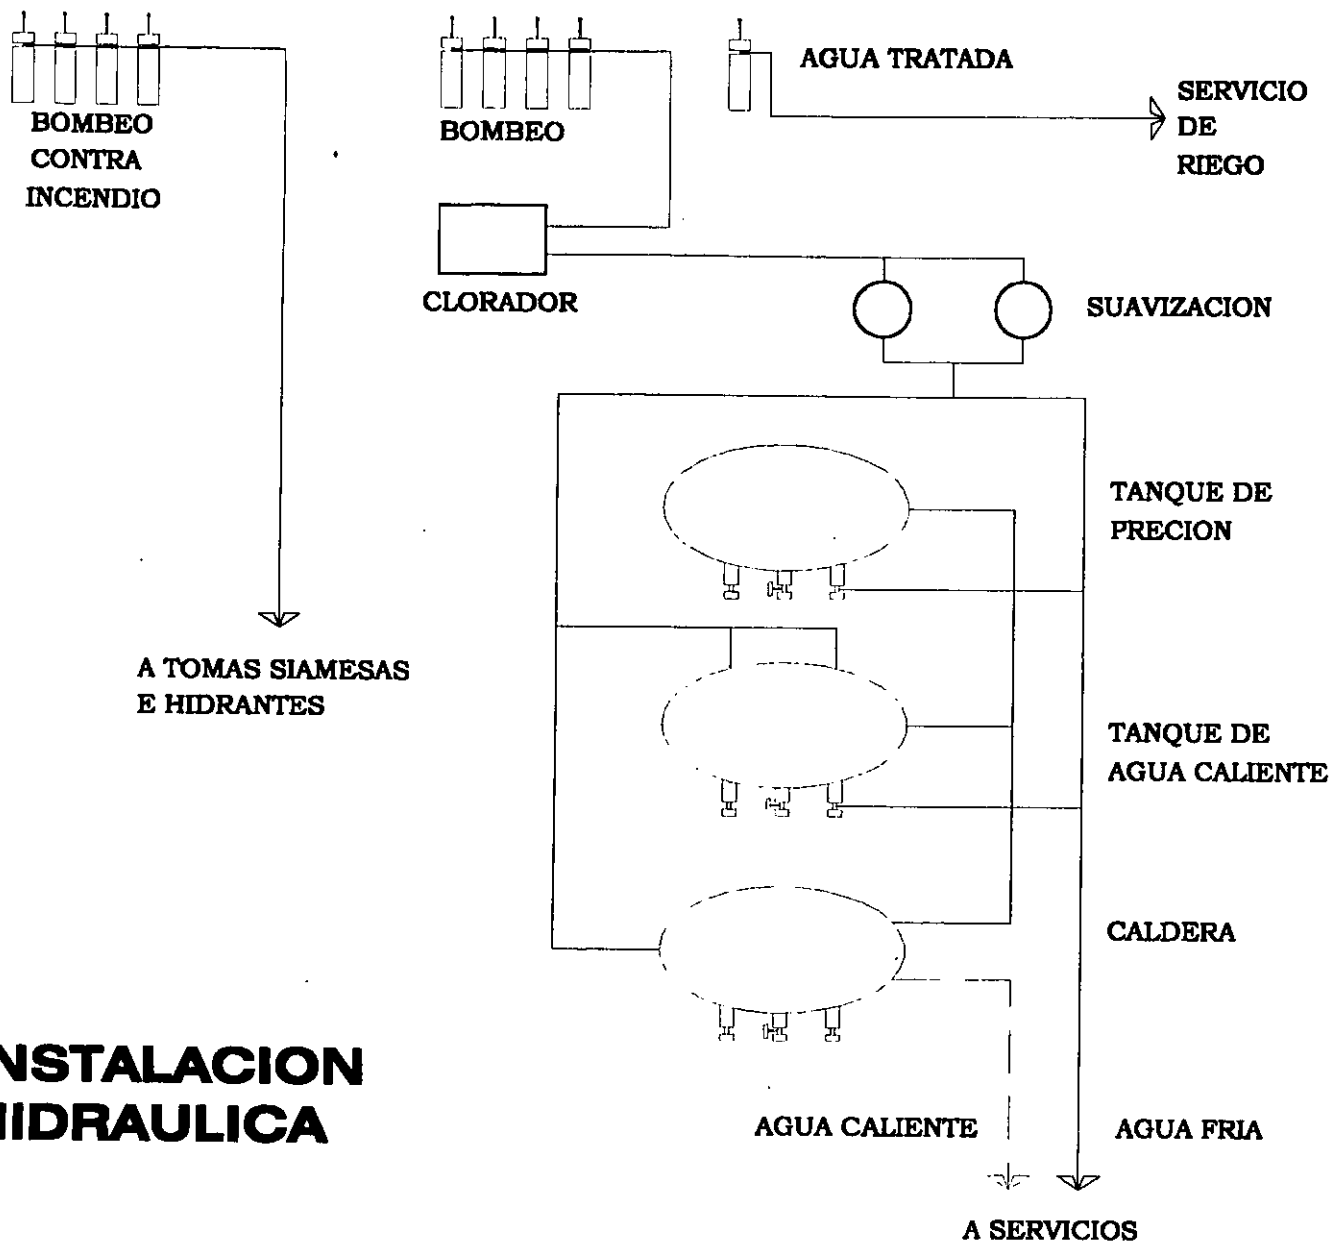 BOMBEO
CONTRA
INCENDIO
BOMBEO
AGUA TRATADA
SERVICIO
DE
RIEGO
CLORADOR
SUAVIZACION
TANQUE DE
PRECION
A TOMAS SIAMESAS
E HIDRANTES
TANQUE DE
AGUA CALIENTE
CALDERA
NSTALACION
HIDRAULICA
AGUA CALIENTE
AGUA FRIA
A SERVICIOS